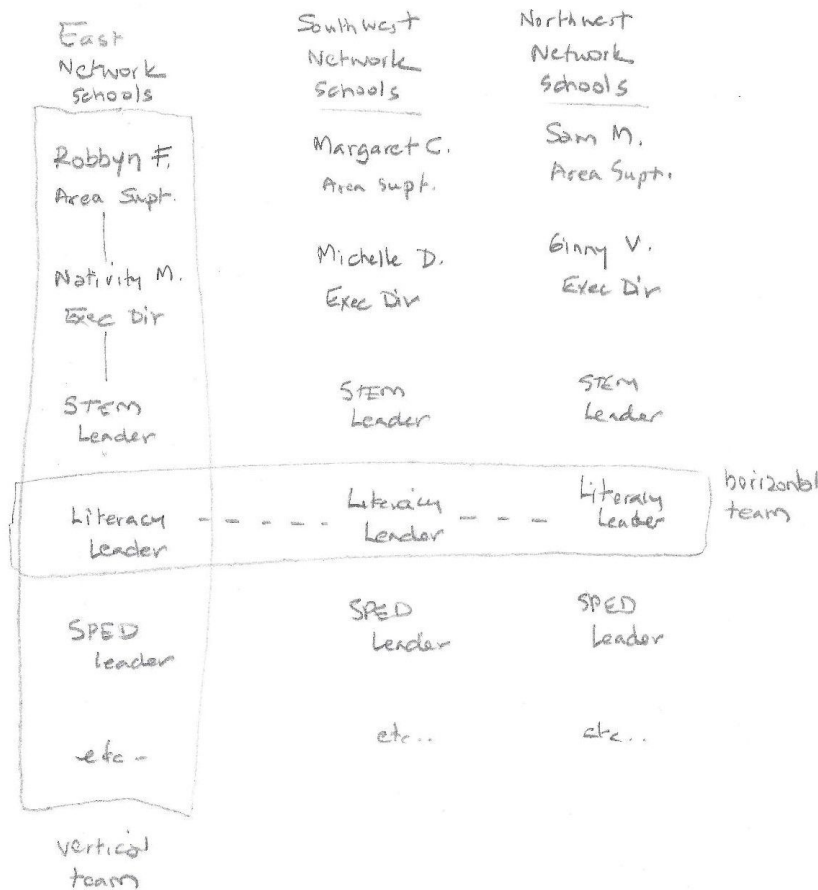 East
Network
Schools
Robbyn F.
Area Supt.
Nativity M.
Exec Dir
STEM
Leader
Literacy
Leader
SPED
leader
etc-
vertical
team
Southwest
Network
Schools
Margaret C.
Area Supt.
Michelle D.
Exec Dir
STEM
Leader
Literacy
Leader
SPED
Leader
etc..
Northwest
Network
Schools
Sam M.
Area Supt.
Ginny V.
Exec Dir
STEM
Leader
Literacy
Leader
SPED
Leader
etc..
horizontal
team